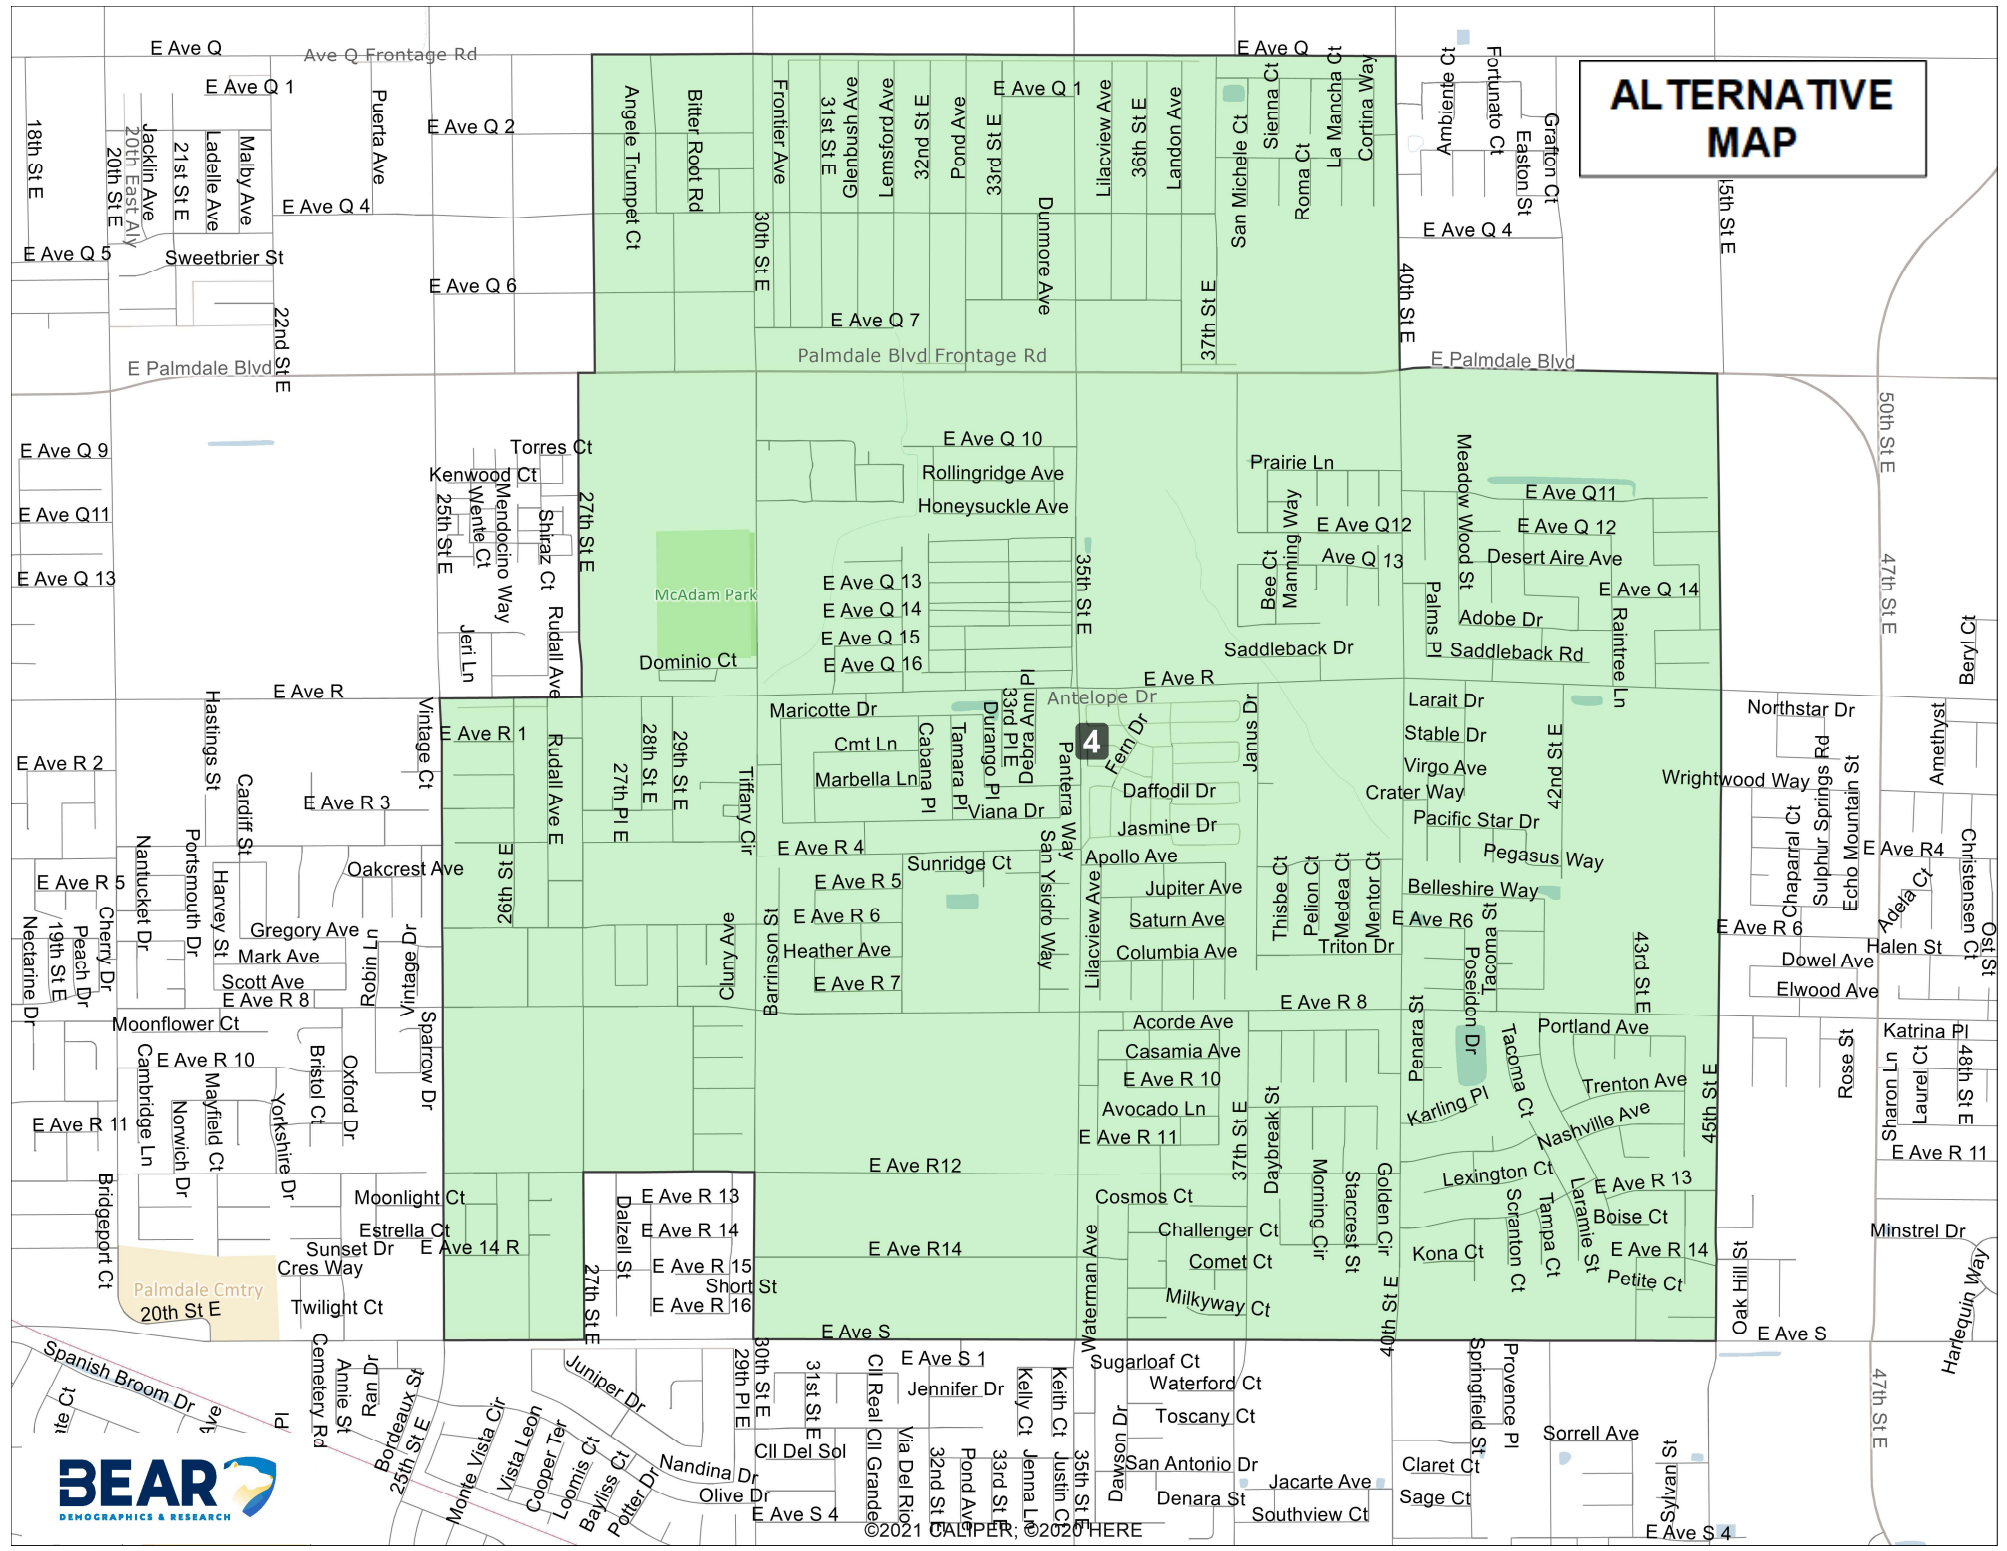 ALTERNATIVE
MAP
E Ave Q
Ave Q Frontage Rd
E Ave Q
E Ave Q 1
Puerta Ave
E Ave Q 2
18th St E
20th St E
20th East Aly
Jacklin Ave
21st St E
Ladelle Ave
Malby Ave
E Ave Q 4
E Ave Q 5
Sweetbrier St
E Ave Q 6
22nd St E
E Palmdale Blvd
Angele Trumpet Ct
Bitter Root Rd
Frontier Ave
30th St E
31st St E
Glenbush Ave
Lemsford Ave
32nd St E
Pond Ave
33rd St E
E Ave Q 1
Dunmore Ave
Lilacview Ave
36th St E
Landon Ave
San Michele Ct
Sienna Ct
Roma Ct
La Mancha Ct
Cortina Way
37th St E
E Ave Q 7
Palmdale Blvd Frontage Rd
Ambiente Ct
Fortunato Ct
Easton St
Grafton Ct
E Ave Q 4
40th St E
45th St E
E Palmdale Blvd
50th St E
47th St E
E Ave Q 9
E Ave Q11
E Ave Q 13
Torres Ct
Kenwood Ct
25th St E
Wente Ct
Mendocino Way
Shiraz Ct
27th St E
Jeri Ln
Rudall Ave
McAdam Park
Dominio Ct
E Ave Q 10
Rollingridge Ave
Honeysuckle Ave
E Ave Q 13
E Ave Q 14
E Ave Q 15
E Ave Q 16
35th St E
Prairie Ln
Manning Way
E Ave Q12
Bee Ct
Ave Q 13
Saddleback Dr
Meadow Wood St
E Ave Q11
E Ave Q 12
Desert Aire Ave
E Ave Q 14
Palms Pl
Adobe Dr
Saddleback Rd
Raintree Ln
Beryl Ct
E Ave R
Hastings St
Vintage Ct
E Ave R 1
E Ave R 2
Cardiff St
E Ave R 3
Rudall Ave E
27th Pl E
28th St E
29th St E
Tiffany Cir
Maricotte Dr
Cmt Ln
Marbella Ln
Cabana Pl
Tamara Pl
Durango Pl
33rd Pl E
Debra Ann Pl
Viana Dr
Antelope Dr
E Ave R
4
Panterra Way
Fern Dr
Daffodil Dr
Jasmine Dr
Janus Dr
Larait Dr
Stable Dr
Virgo Ave
Crater Way
Pacific Star Dr
Pegasus Way
42nd St E
Northstar Dr
Wrightwood Way
Chaparral Ct
Sulphur Springs Rd
Echo Mountain St
Amethyst
E Ave R4
Adela Ct
Christensen Ct
Nantucket Dr
Portsmouth Dr
Harvey St
Oakcrest Ave
E Ave R 5
Nectarine Dr
19th St E
Peach Dr
Cherry Dr
Gregory Ave
Mark Ave
Scott Ave
E Ave R 8
Robin Ln
Vintage Dr
26th St E
Cluny Ave
Barrinson St
E Ave R 4
Sunridge Ct
E Ave R 5
E Ave R 6
Heather Ave
E Ave R 7
San Ysidro Way
Lilacview Ave
Apollo Ave
Jupiter Ave
Saturn Ave
Columbia Ave
Thisbe Ct
Pelion Ct
Medea Ct
Mentor Ct
Triton Dr
Belleshire Way
E Ave R6
Tacoma St
Poseidon Dr
43rd St E
E Ave R 6
Dowel Ave
Elwood Ave
Halen St
Ost St
E Ave R 8
Moonflower Ct
Sparrow Dr
E Ave R 10
Cambridge Ln
Norwich Dr
Mayfield Ct
Yorkshire Dr
Bristol Ct
Oxford Dr
E Ave R 11
Acorde Ave
Casamia Ave
E Ave R 10
Avocado Ln
E Ave R 11
37th St E
Daybreak St
Penara St
Karling Pl
Tacoma Ct
Portland Ave
Trenton Ave
Nashville Ave
45th St E
Rose St
Katrina Pl
Sharon Ln
Laurel Ct
48th St E
E Ave R 11
E Ave R12
Bridgeport Ct
Moonlight Ct
Estrella Ct
Sunset Dr
E Ave 14 R
Cres Way
Twilight Ct
Palmdale Cmtry
20th St E
27th St E
Dalzell St
E Ave R 13
E Ave R 14
E Ave R 15
Short St
E Ave R 16
E Ave R14
E Ave S
Waterman Ave
Cosmos Ct
Challenger Ct
Comet Ct
Milkyway Ct
Morning Cir
Starcrest St
Golden Cir
40th St E
Lexington Ct
Kona Ct
Scranton Ct
Tampa Ct
Laramie St
E Ave R 13
Boise Ct
E Ave R 14
Petite Ct
Oak Hill St
E Ave S
Minstrel Dr
Harlequin Way
47th St E
Spanish Broom Dr
ate Ct
Ave
Pl
Cemetery Rd
Annie St
Ran Dr
Bordeaux St
25th St E
Monte Vista Cir
Vista Leon
Cooper Ter
Loomis Ct
Bayliss Ct
Potter Dr
Juniper Dr
Nandina Dr
Olive Dr
29th Pl E
30th St E
31st St E
Cll Del Sol
E Ave S 4
Cll Real
Cll Grande
Via Del Rio
E Ave S 1
Jennifer Dr
32nd St E
Pond Ave
33rd St E
Kelly Ct
Jenna Ln
Keith Ct
Justin Ct
35th St E
Sugarloaf Ct
Waterford Ct
Toscany Ct
Dawson Dr
San Antonio Dr
Denara St
Jacarte Ave
Southview Ct
Springfield St
Provence Pl
Claret Ct
Sage Ct
Sorrell Ave
Sylvan St
E Ave S 4
BEAR
DEMOGRAPHICS & RESEARCH
©2021 CALIPER; ©2020 HERE